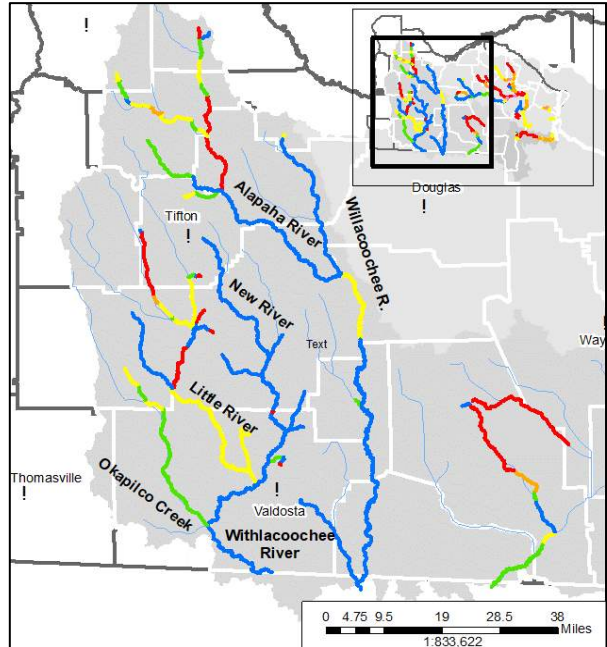 !
Douglas
!
Alapaha River
Willacoochee R.
Tifton
!
New River
Text
Way
Little River
Thomasville
!
Okapilco Creek
!
Valdosta
Withlacoochee
River
0 4.75 9.5 19 28.5 38
Miles
1:833,622